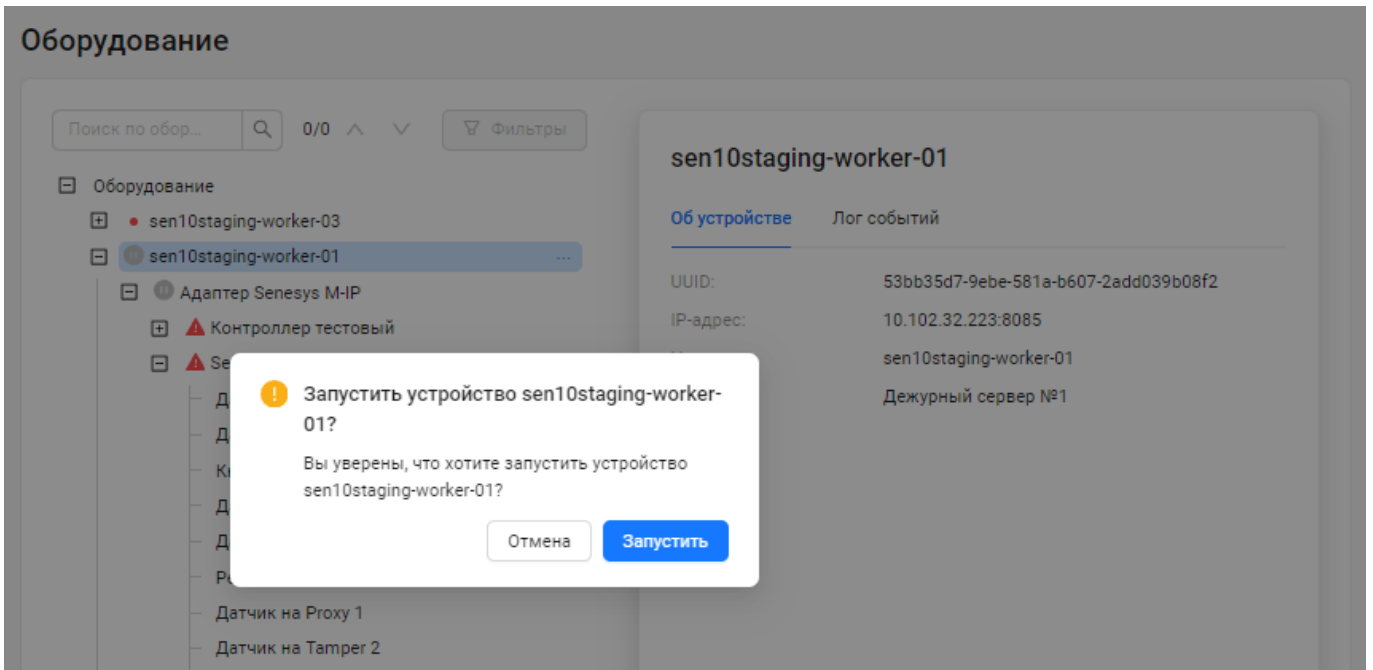 Оборудование
Поиск по обор...
0/0
Фильтры
Оборудование
sen10staging-worker-03
sen10staging-worker-01
...
Адаптер Senesys M-IP
Контроллер тестовый
Датчик на Proxy 1
Датчик на Tamper 2
sen10staging-worker-01
Об устройстве Лог событий
UUID: 53bb35d7-9ebe-581a-b607-2add039b08f2
IP-адрес: 10.102.32.223:8085
sen10staging-worker-01
Дежурный сервер №1
Запустить устройство sen10staging-worker-
01?
Вы уверены, что хотите запустить устройство
sen10staging-worker-01?
Отмена Запустить